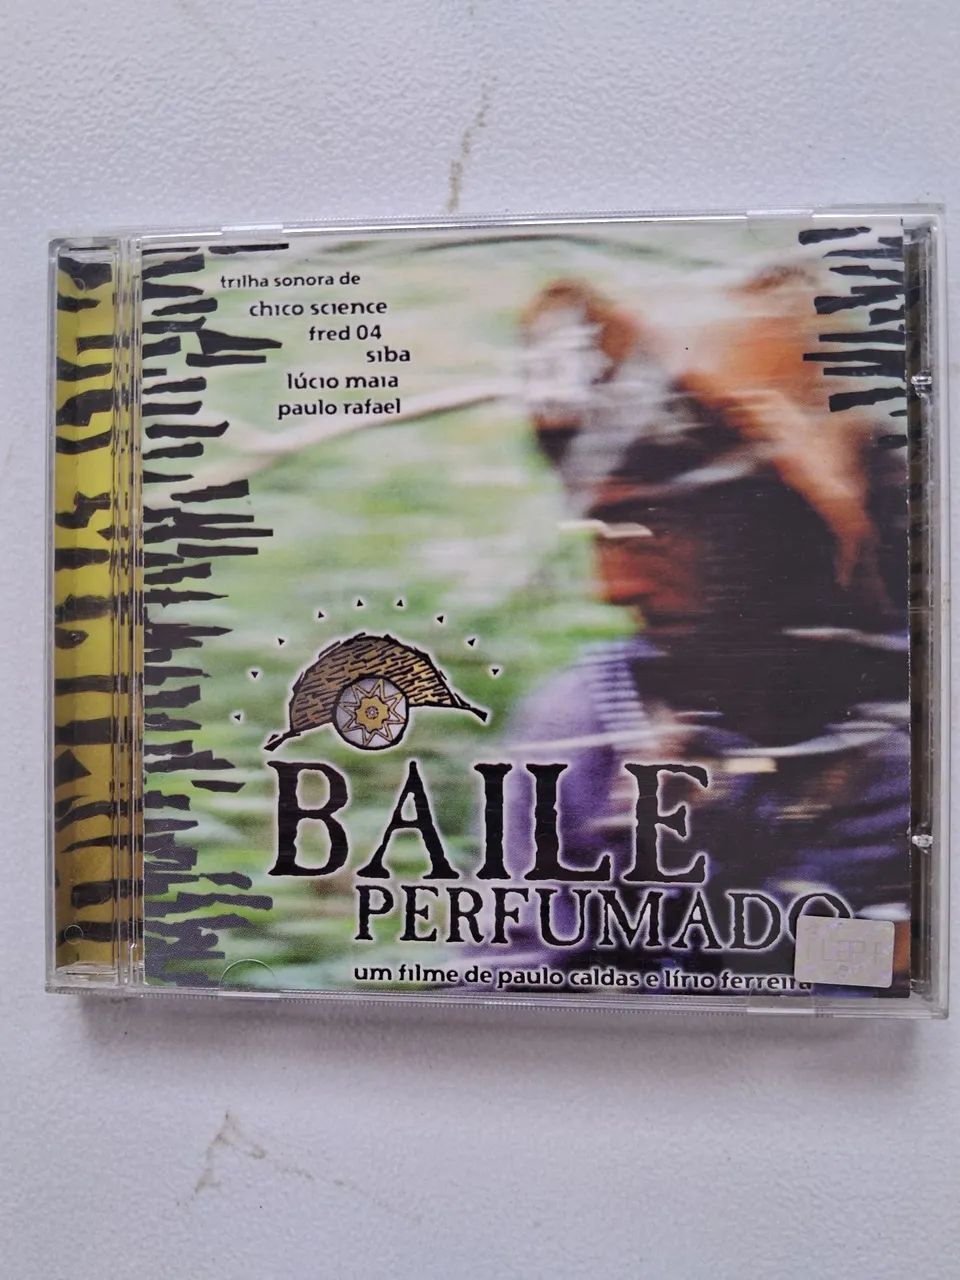 trilha sonora de
chico science
fred 04
siba
lúcio maia
paulo rafael
BAILE
PERFUMADO
um filme de paulo caldas e lírio ferreira